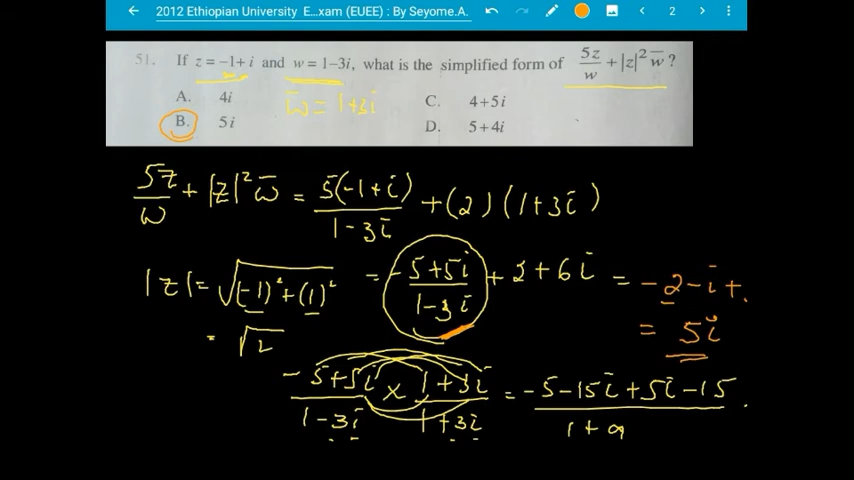 2012 Ethiopian University E...xam (EUEE) : By Seyome.A.
2
51. If z = −1+ i and w = 1−3i, what is the simplified form of 5z/w + |z|² w̅ ?
A. 4i
B. 5i
C. 4+5i
D. 5+4i
w̅ = 1+3i
5z/w + |z|² w̅ = 5(-1+i)/1-3i + (2) (1+3i)
|z| = √(-1)²+(1)²
= √2
= -5+5i/1-3i + 2+6i = -2-i+.
= 5i
-5+5i/1-3i × 1+3i/1+3i = -5-15i+5i-15/1+9